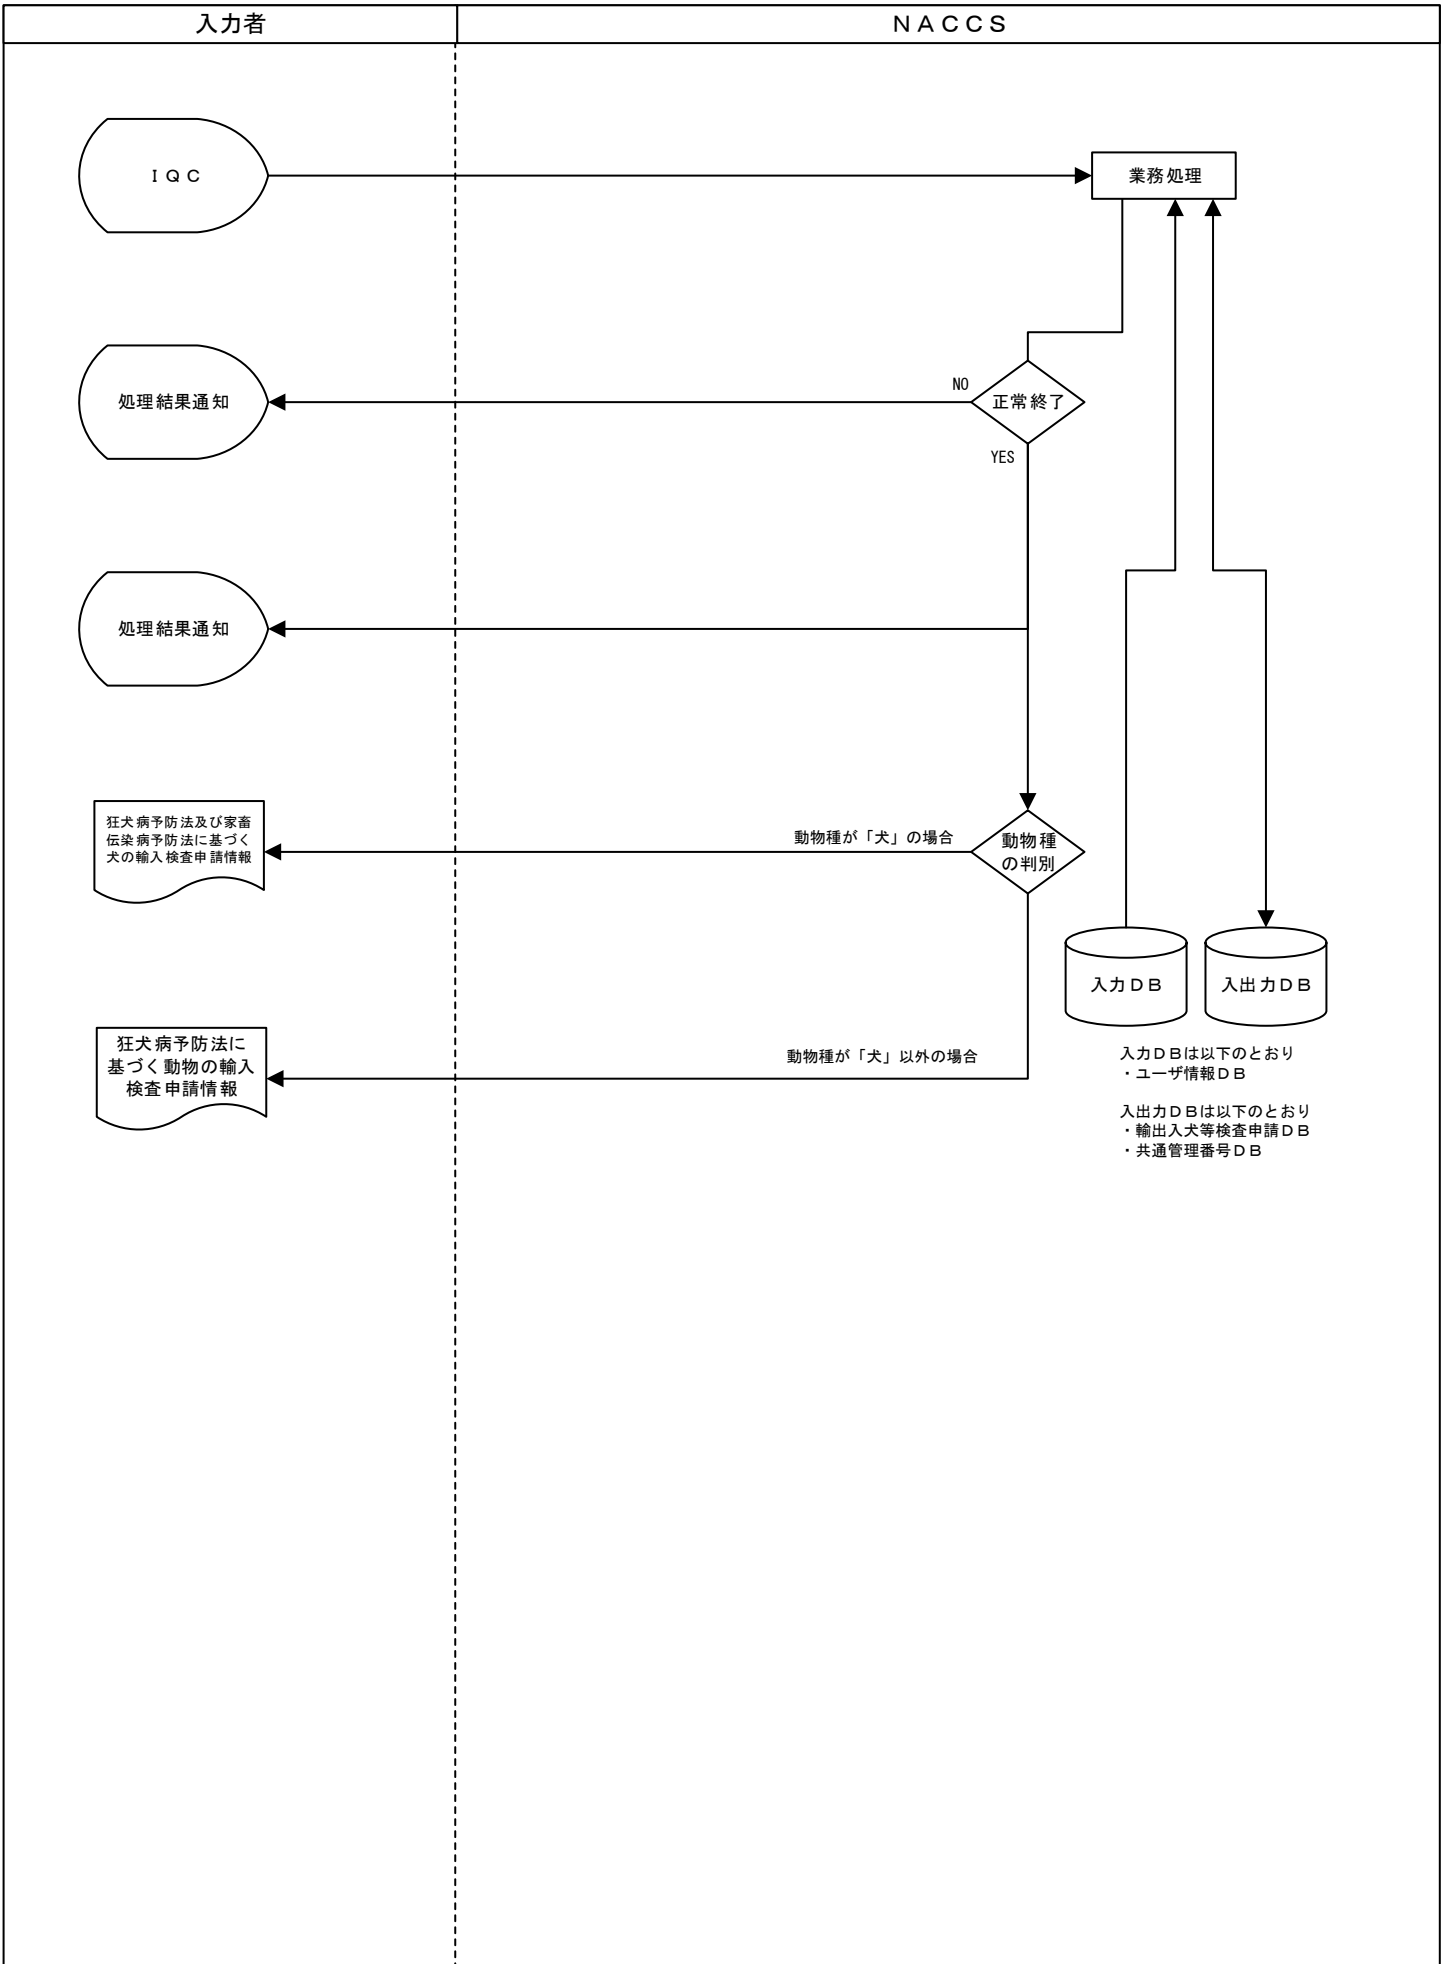 入力者
ＮＡＣＣＳ
ＩＱＣ
業務処理
処理結果通知
NO
正常終了
YES
処理結果通知
狂犬病予防法及び家畜
伝染病予防法に基づく
犬の輸入検査申請情報
動物種が「犬」の場合
動物種
の判別
入力ＤＢ
入出力ＤＢ
狂犬病予防法に
基づく動物の輸入
検査申請情報
動物種が「犬」以外の場合
入力ＤＢは以下のとおり
・ユーザ情報ＤＢ
入出力ＤＢは以下のとおり
・輸出入犬等検査申請ＤＢ
・共通管理番号ＤＢ